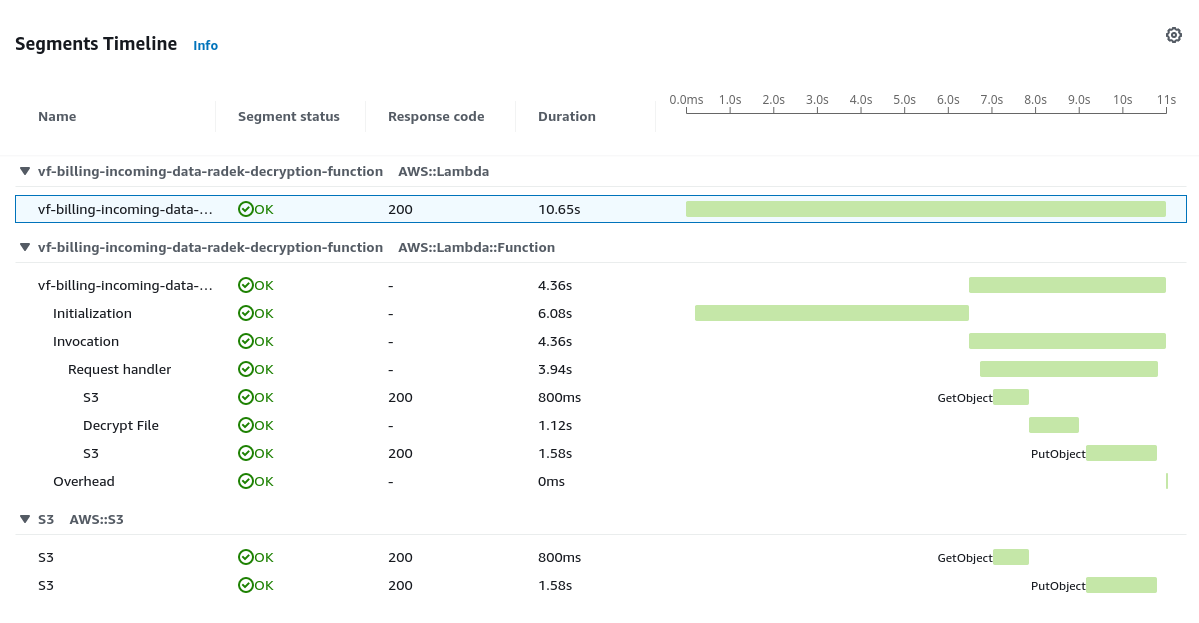 Segments Timeline Info
0.0ms 1.0s 2.0s 3.0s 4.0s 5.0s 6.0s 7.0s 8.0s 9.0s 10s 11s
Name Segment status Response code Duration
vf-billing-incoming-data-radek-decryption-function AWS::Lambda
vf-billing-incoming-data-... OK 200 10.65s
vf-billing-incoming-data-radek-decryption-function AWS::Lambda::Function
vf-billing-incoming-data-... OK - 4.36s
Initialization OK - 6.08s
Invocation OK - 4.36s
Request handler OK - 3.94s
S3 OK 200 800ms GetObject
Decrypt File OK - 1.12s
S3 OK 200 1.58s PutObject
Overhead OK - 0ms
S3 AWS::S3
S3 OK 200 800ms GetObject
S3 OK 200 1.58s PutObject